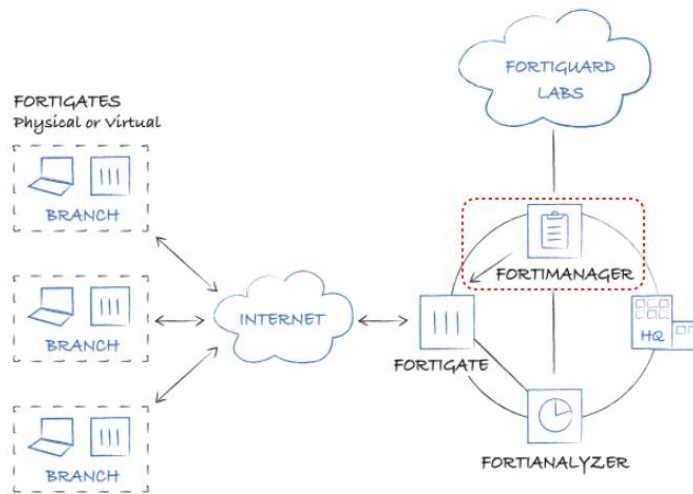 FORTIGUARD
LABS
FORTIGATES
Physical or Virtual
BRANCH
BRANCH
BRANCH
INTERNET
FORTIMANAGER
FORTIGATE
HQ
FORTIANALYZER